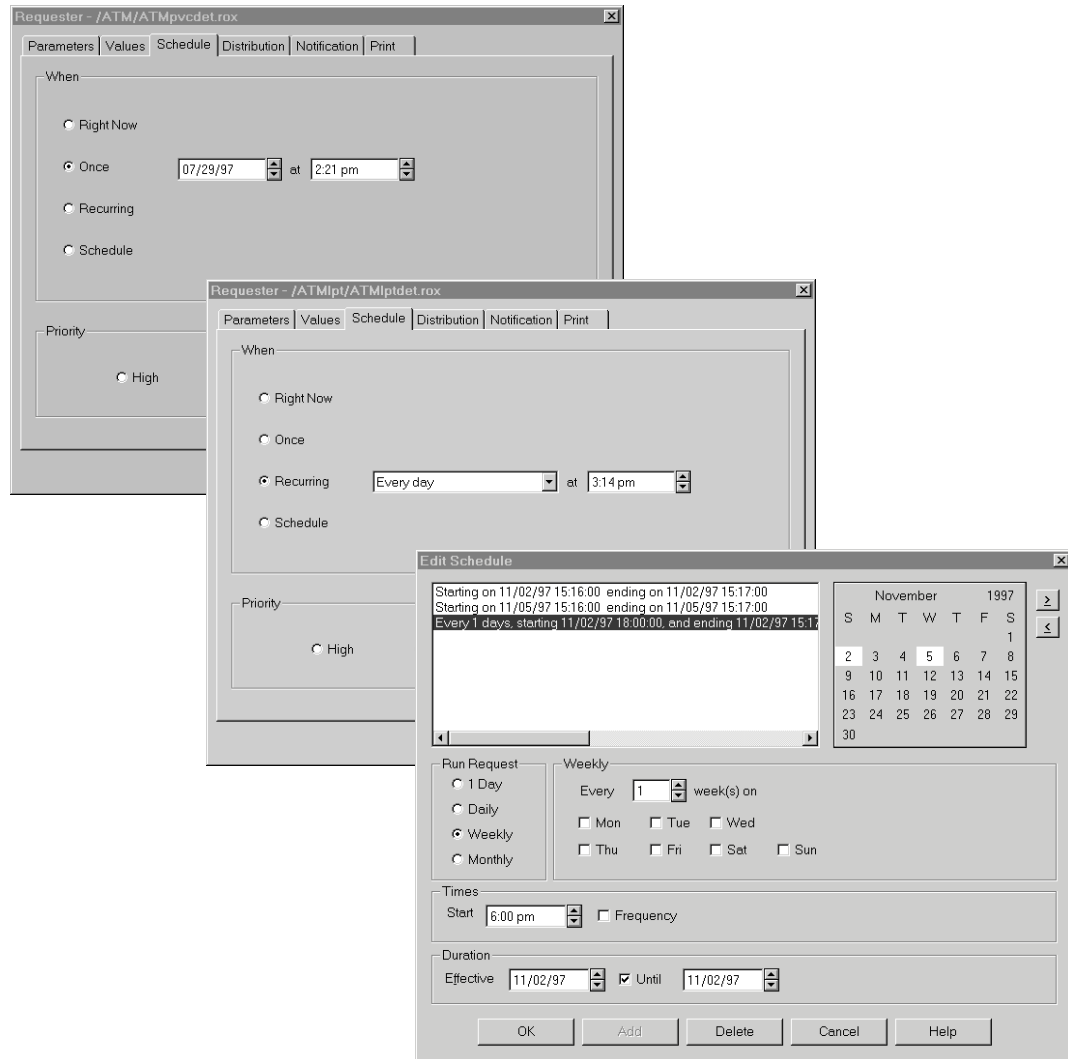 Requester - /ATM/ATMpvcdet.rox
Parameters Values Schedule Distribution Notification Print
When
Right Now
Once 07/29/97 at 2:21 pm
Recurring
Schedule
Priority
High
Requester - /ATMlpt/ATMlptdet.rox
Parameters Values Schedule Distribution Notification Print
When
Right Now
Once
Recurring Every day at 3:14 pm
Schedule
Priority
High
Edit Schedule
Starting on 11/02/97 15:16:00 ending on 11/02/97 15:17:00
Starting on 11/05/97 15:16:00 ending on 11/05/97 15:17:00
Every 1 days, starting 11/02/97 18:00:00, and ending 11/02/97 15:17
November 1997
S M T W T F S
1
2 3 4 5 6 7 8
9 10 11 12 13 14 15
16 17 18 19 20 21 22
23 24 25 26 27 28 29
30
>
<
Run Request
1 Day
Daily
Weekly
Monthly
Weekly
Every 1 week(s) on
Mon Tue Wed
Thu Fri Sat Sun
Times
Start 6:00 pm Frequency
Duration
Effective 11/02/97 Until 11/02/97
OK Add Delete Cancel Help